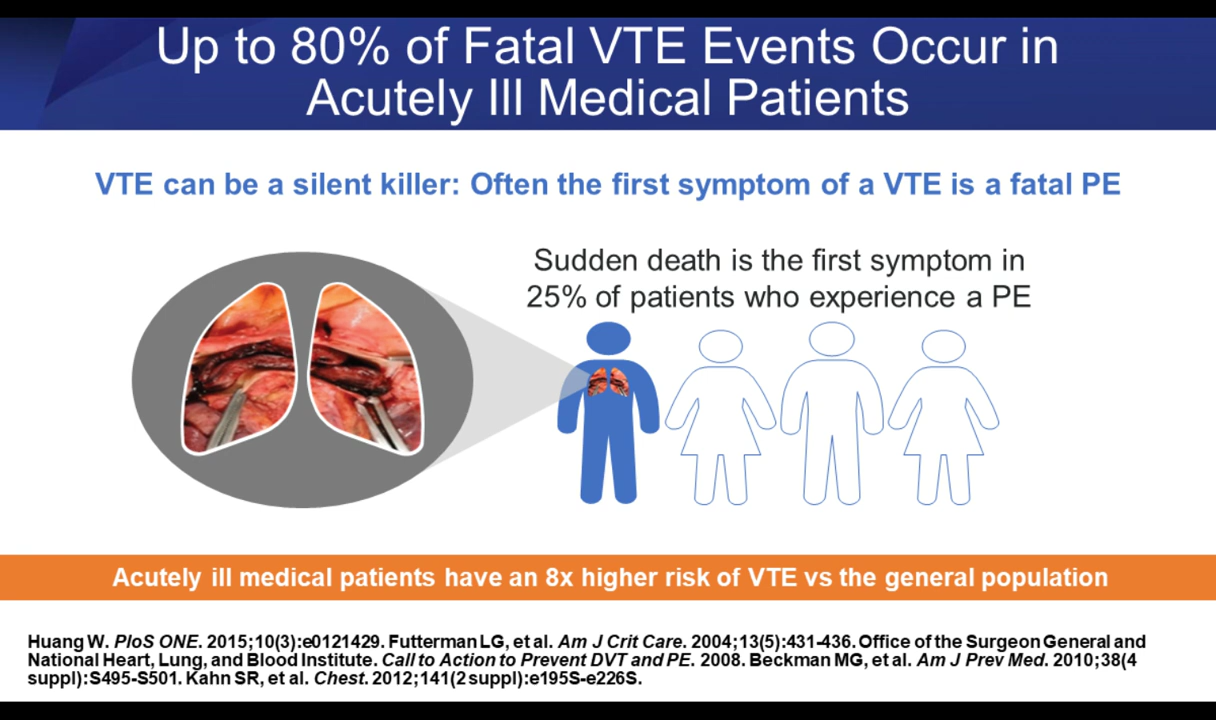 Up to 80% of Fatal VTE Events Occur in
Acutely Ill Medical Patients
VTE can be a silent killer: Often the first symptom of a VTE is a fatal PE
Sudden death is the first symptom in
25% of patients who experience a PE
Acutely ill medical patients have an 8x higher risk of VTE vs the general population
Huang W. PloS ONE. 2015;10(3):e0121429. Futterman LG, et al. Am J Crit Care. 2004;13(5):431-436. Office of the Surgeon General and
National Heart, Lung, and Blood Institute. Call to Action to Prevent DVT and PE. 2008. Beckman MG, et al. Am J Prev Med. 2010;38(4
suppl):S495-S501. Kahn SR, et al. Chest. 2012;141(2 suppl):e195S-e226S.